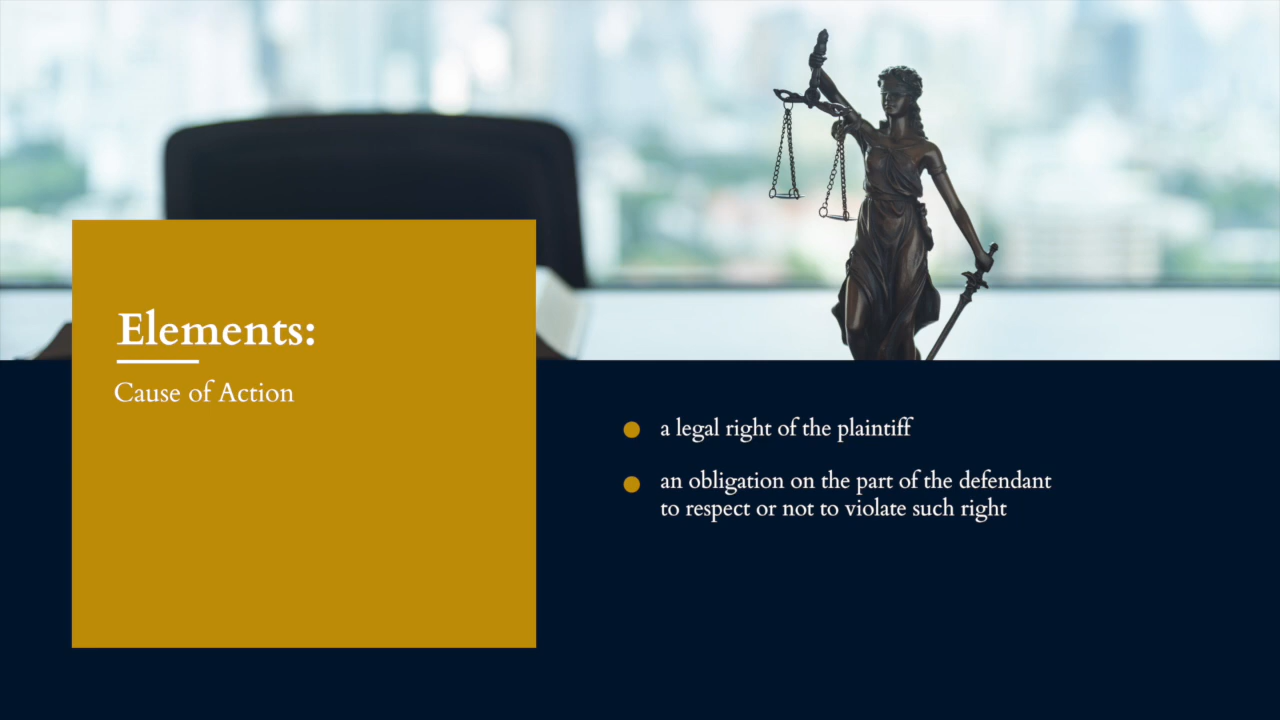 Elements:
Cause of Action
a legal right of the plaintiff
an obligation on the part of the defendant
to respect or not to violate such right